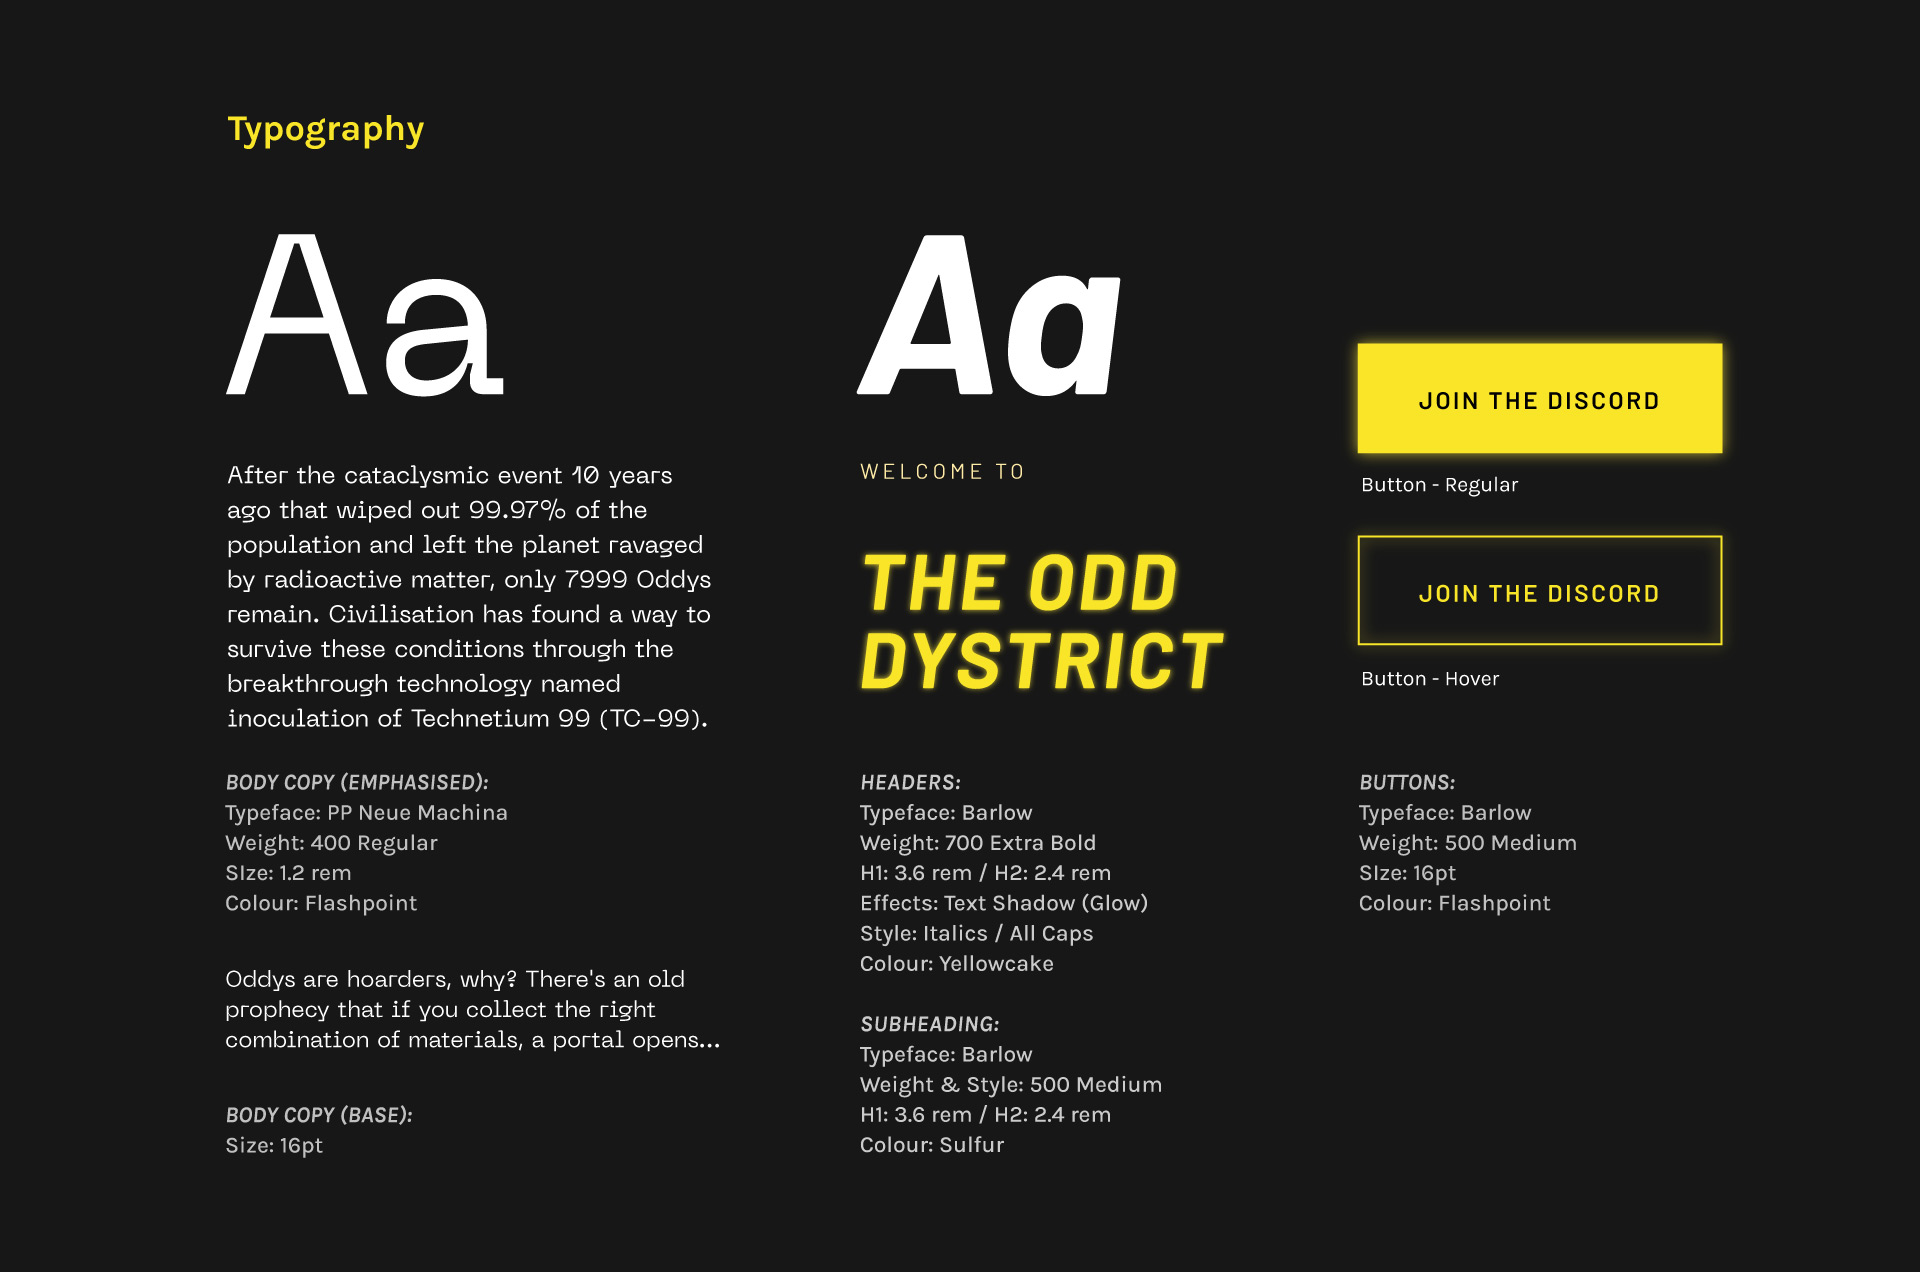 Typography
Aa
After the cataclysmic event 10 years
ago that wiped out 99.97% of the
population and left the planet ravaged
by radioactive matter, only 7999 Oddys
remain. Civilisation has found a way to
survive these conditions through the
breakthrough technology named
inoculation of Technetium 99 (TC-99).
BODY COPY (EMPHASISED):
Typeface: PP Neue Machina
Weight: 400 Regular
SIze: 1.2 rem
Colour: Flashpoint
Oddys are hoarders, why? There's an old
prophecy that if you collect the right
combination of materials, a portal opens...
BODY COPY (BASE):
Size: 16pt
Aa
WELCOME TO
THE ODD
DYSTRICT
HEADERS:
Typeface: Barlow
Weight: 700 Extra Bold
H1: 3.6 rem / H2: 2.4 rem
Effects: Text Shadow (Glow)
Style: Italics / All Caps
Colour: Yellowcake
SUBHEADING:
Typeface: Barlow
Weight & Style: 500 Medium
H1: 3.6 rem / H2: 2.4 rem
Colour: Sulfur
JOIN THE DISCORD
Button - Regular
JOIN THE DISCORD
Button - Hover
BUTTONS:
Typeface: Barlow
Weight: 500 Medium
SIze: 16pt
Colour: Flashpoint